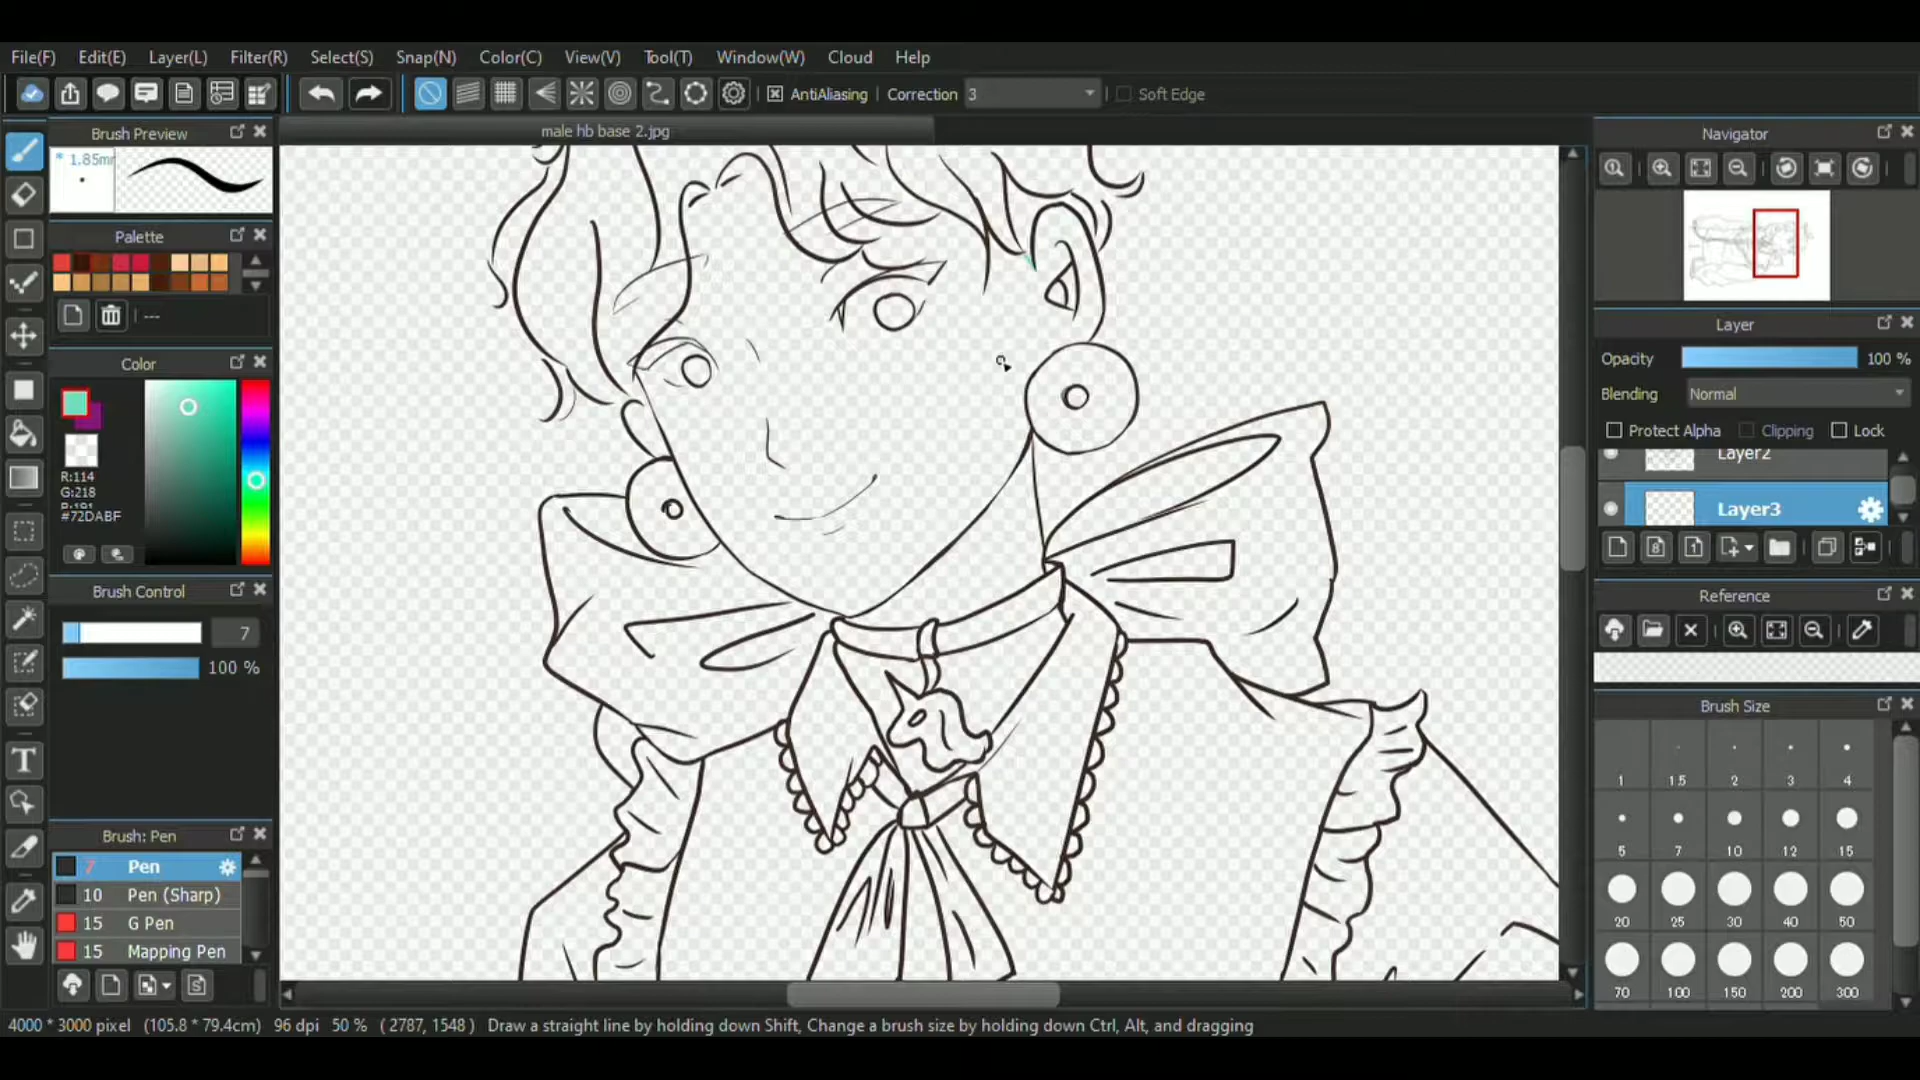 File(F) Edit(E) Layer(L) Filter(R) Select(S) Snap(N) Color(C) View(V) Tool(T) Window(W) Cloud Help
AntiAliasing Correction 3 Soft Edge
Brush Preview
* 1.85m
Palette
---
Color
R:114
G:218
B:191
#72DABF
Brush Control
7
100 %
Brush: Pen
7 Pen
10 Pen (Sharp)
15 G Pen
15 Mapping Pen
male hb base 2.jpg
Navigator
Layer
Opacity 100 %
Blending Normal
Protect Alpha Clipping Lock
Layer2
Layer3
8 1
Reference
Brush Size
1 1.5 2 3 4
5 7 10 12 15
20 25 30 40 50
70 100 150 200 300
4000 * 3000 pixel (105.8 * 79.4cm) 96 dpi 50 % ( 2787, 1548 ) Draw a straight line by holding down Shift, Change a brush size by holding down Ctrl, Alt, and dragging